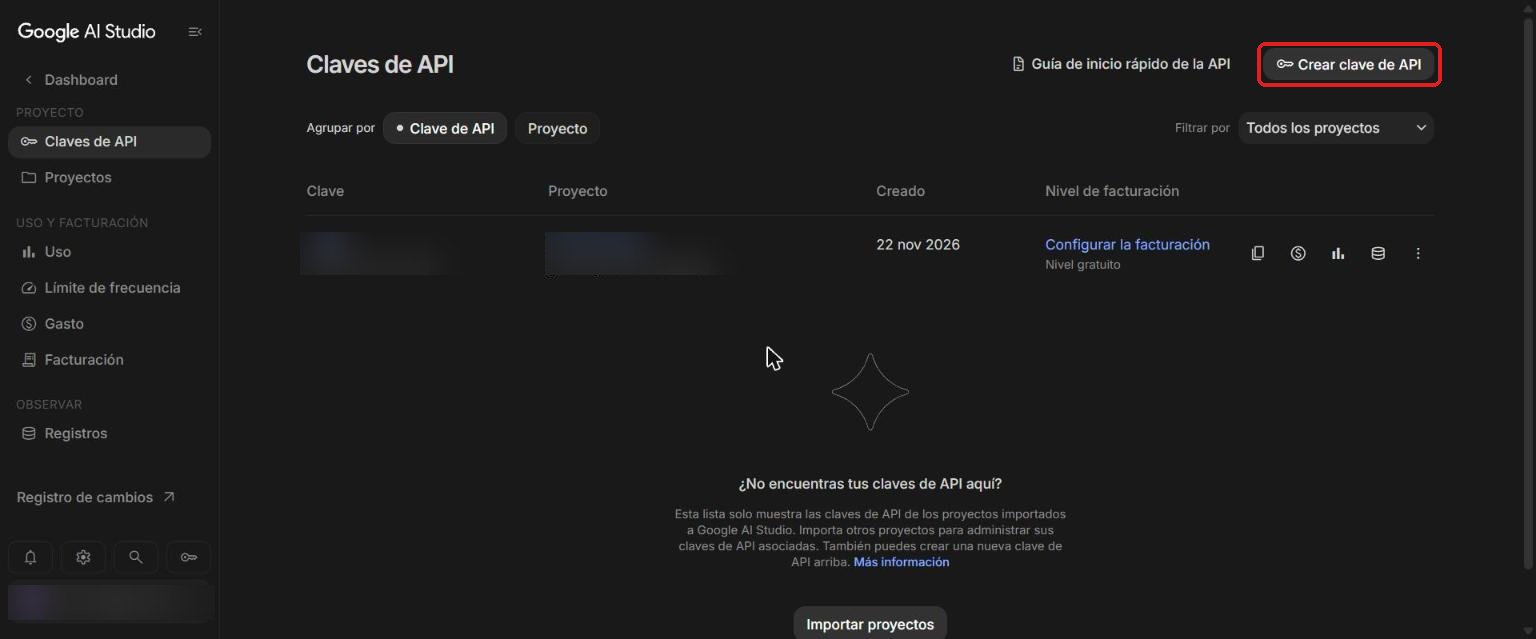 Google AI Studio
Dashboard
PROYECTO
Claves de API
Proyectos
USO Y FACTURACIÓN
Uso
Límite de frecuencia
Gasto
Facturación
OBSERVAR
Registros
Registro de cambios
Claves de API
Guía de inicio rápido de la API
Crear clave de API
Agrupar por
Clave de API
Proyecto
Filtrar por
Todos los proyectos
Clave
Proyecto
Creado
Nivel de facturación
22 nov 2026
Configurar la facturación
Nivel gratuito
¿No encuentras tus claves de API aquí?
Esta lista solo muestra las claves de API de los proyectos importados
a Google AI Studio. Importa otros proyectos para administrar sus
claves de API asociadas. También puedes crear una nueva clave de
API arriba. Más información
Importar proyectos